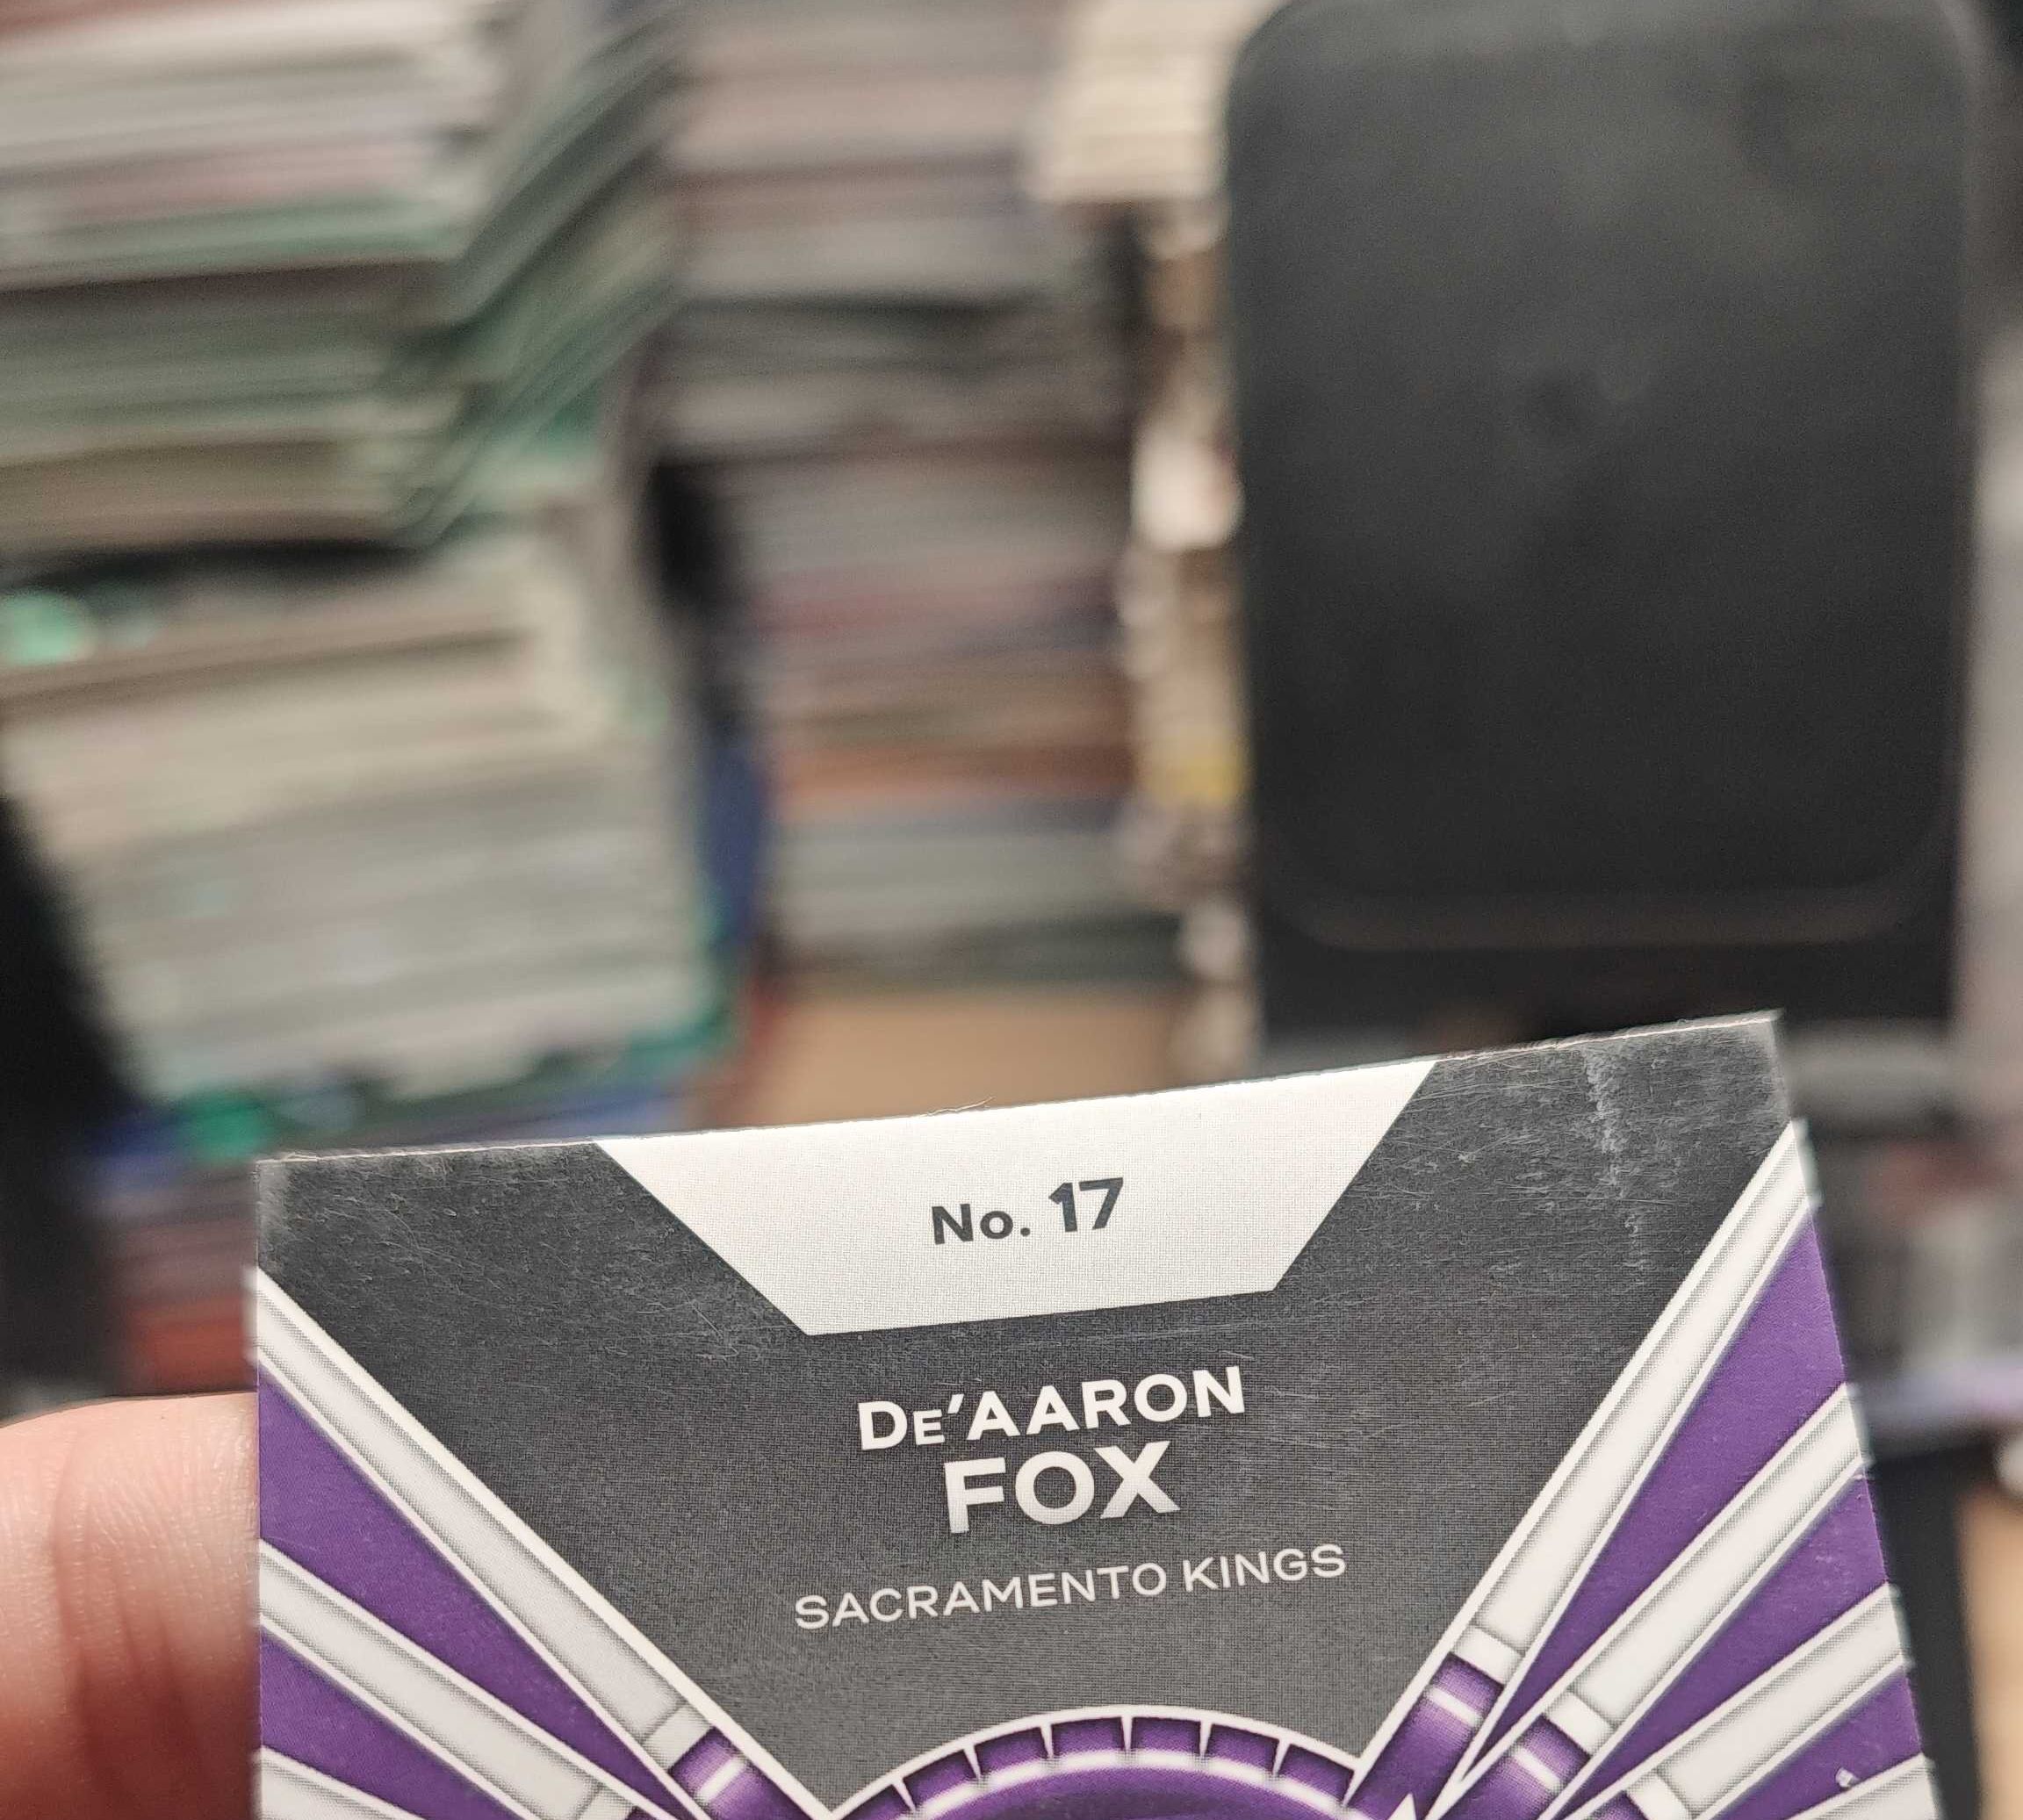 No. 17
De'AARON
FOX
SACRAMENTO KINGS